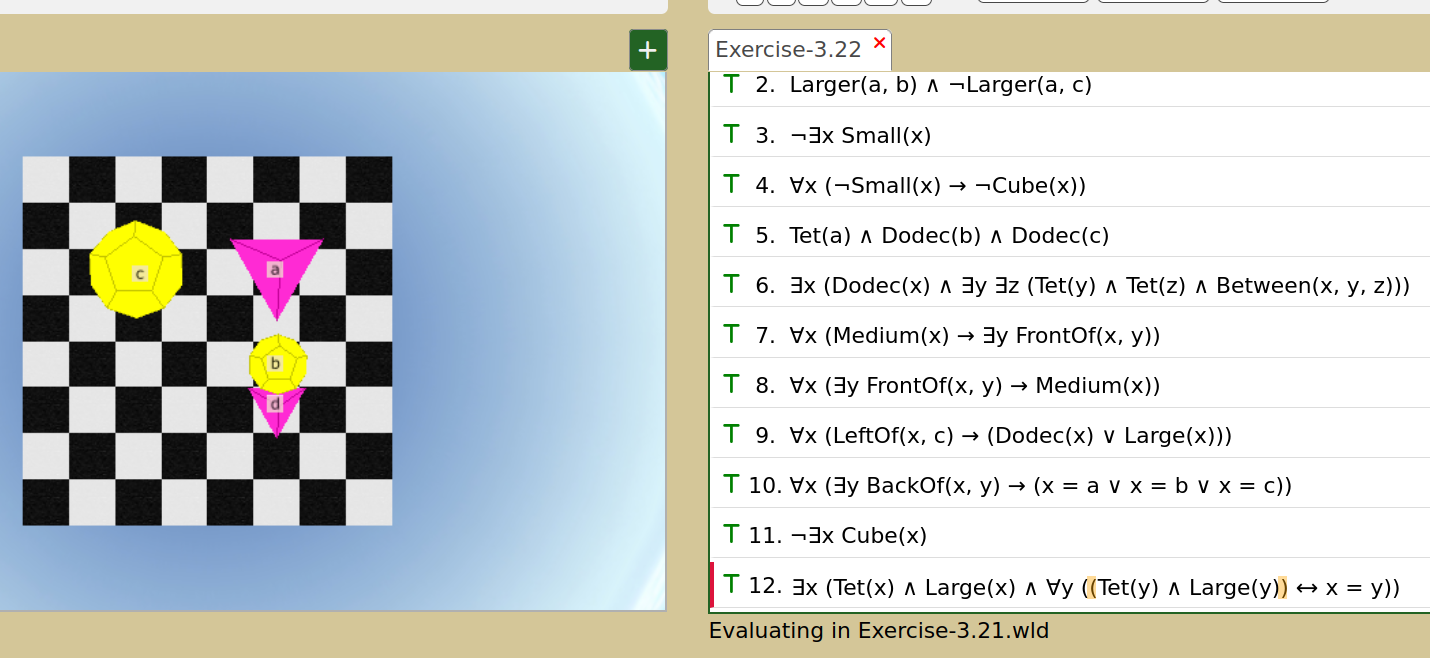 +
Exercise-3.22 ×
T 2. Larger(a, b) ∧ ¬Larger(a, c)
T 3. ¬∃x Small(x)
T 4. ∀x (¬Small(x) → ¬Cube(x))
T 5. Tet(a) ∧ Dodec(b) ∧ Dodec(c)
T 6. ∃x (Dodec(x) ∧ ∃y ∃z (Tet(y) ∧ Tet(z) ∧ Between(x, y, z)))
T 7. ∀x (Medium(x) → ∃y FrontOf(x, y))
T 8. ∀x (∃y FrontOf(x, y) → Medium(x))
T 9. ∀x (LeftOf(x, c) → (Dodec(x) ∨ Large(x)))
T 10. ∀x (∃y BackOf(x, y) → (x = a ∨ x = b ∨ x = c))
T 11. ¬∃x Cube(x)
T 12. ∃x (Tet(x) ∧ Large(x) ∧ ∀y ((Tet(y) ∧ Large(y)) ↔ x = y))
Evaluating in Exercise-3.21.wld
c
a
b
d